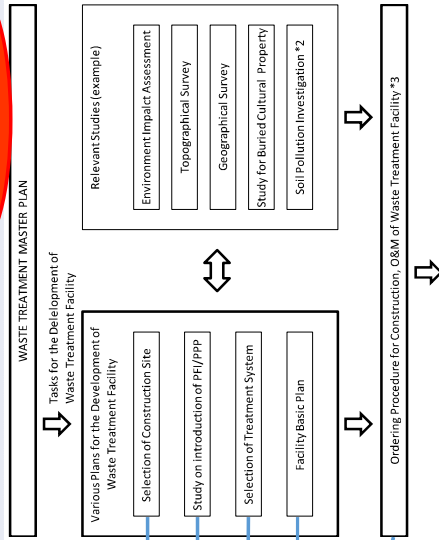 WASTE TREATMENT MASTER PLAN
Tasks for the Delelopment of
Waste Treatment Facility
Various Plans for the Development of
Waste Treatment Facility
Selection of Construction Site
Study on introduction of PFI/PPP
Selection of Treatment System
Facility Basic Plan
Relevant Studies (example)
Environment Impalct Assessment
Topographical Survey
Geographical Survey
Study for Buried Cultural Property
Soil Pollution Investigation *2
Ordering Procedure for Construction, O&M of Waste Treatment Facility *3